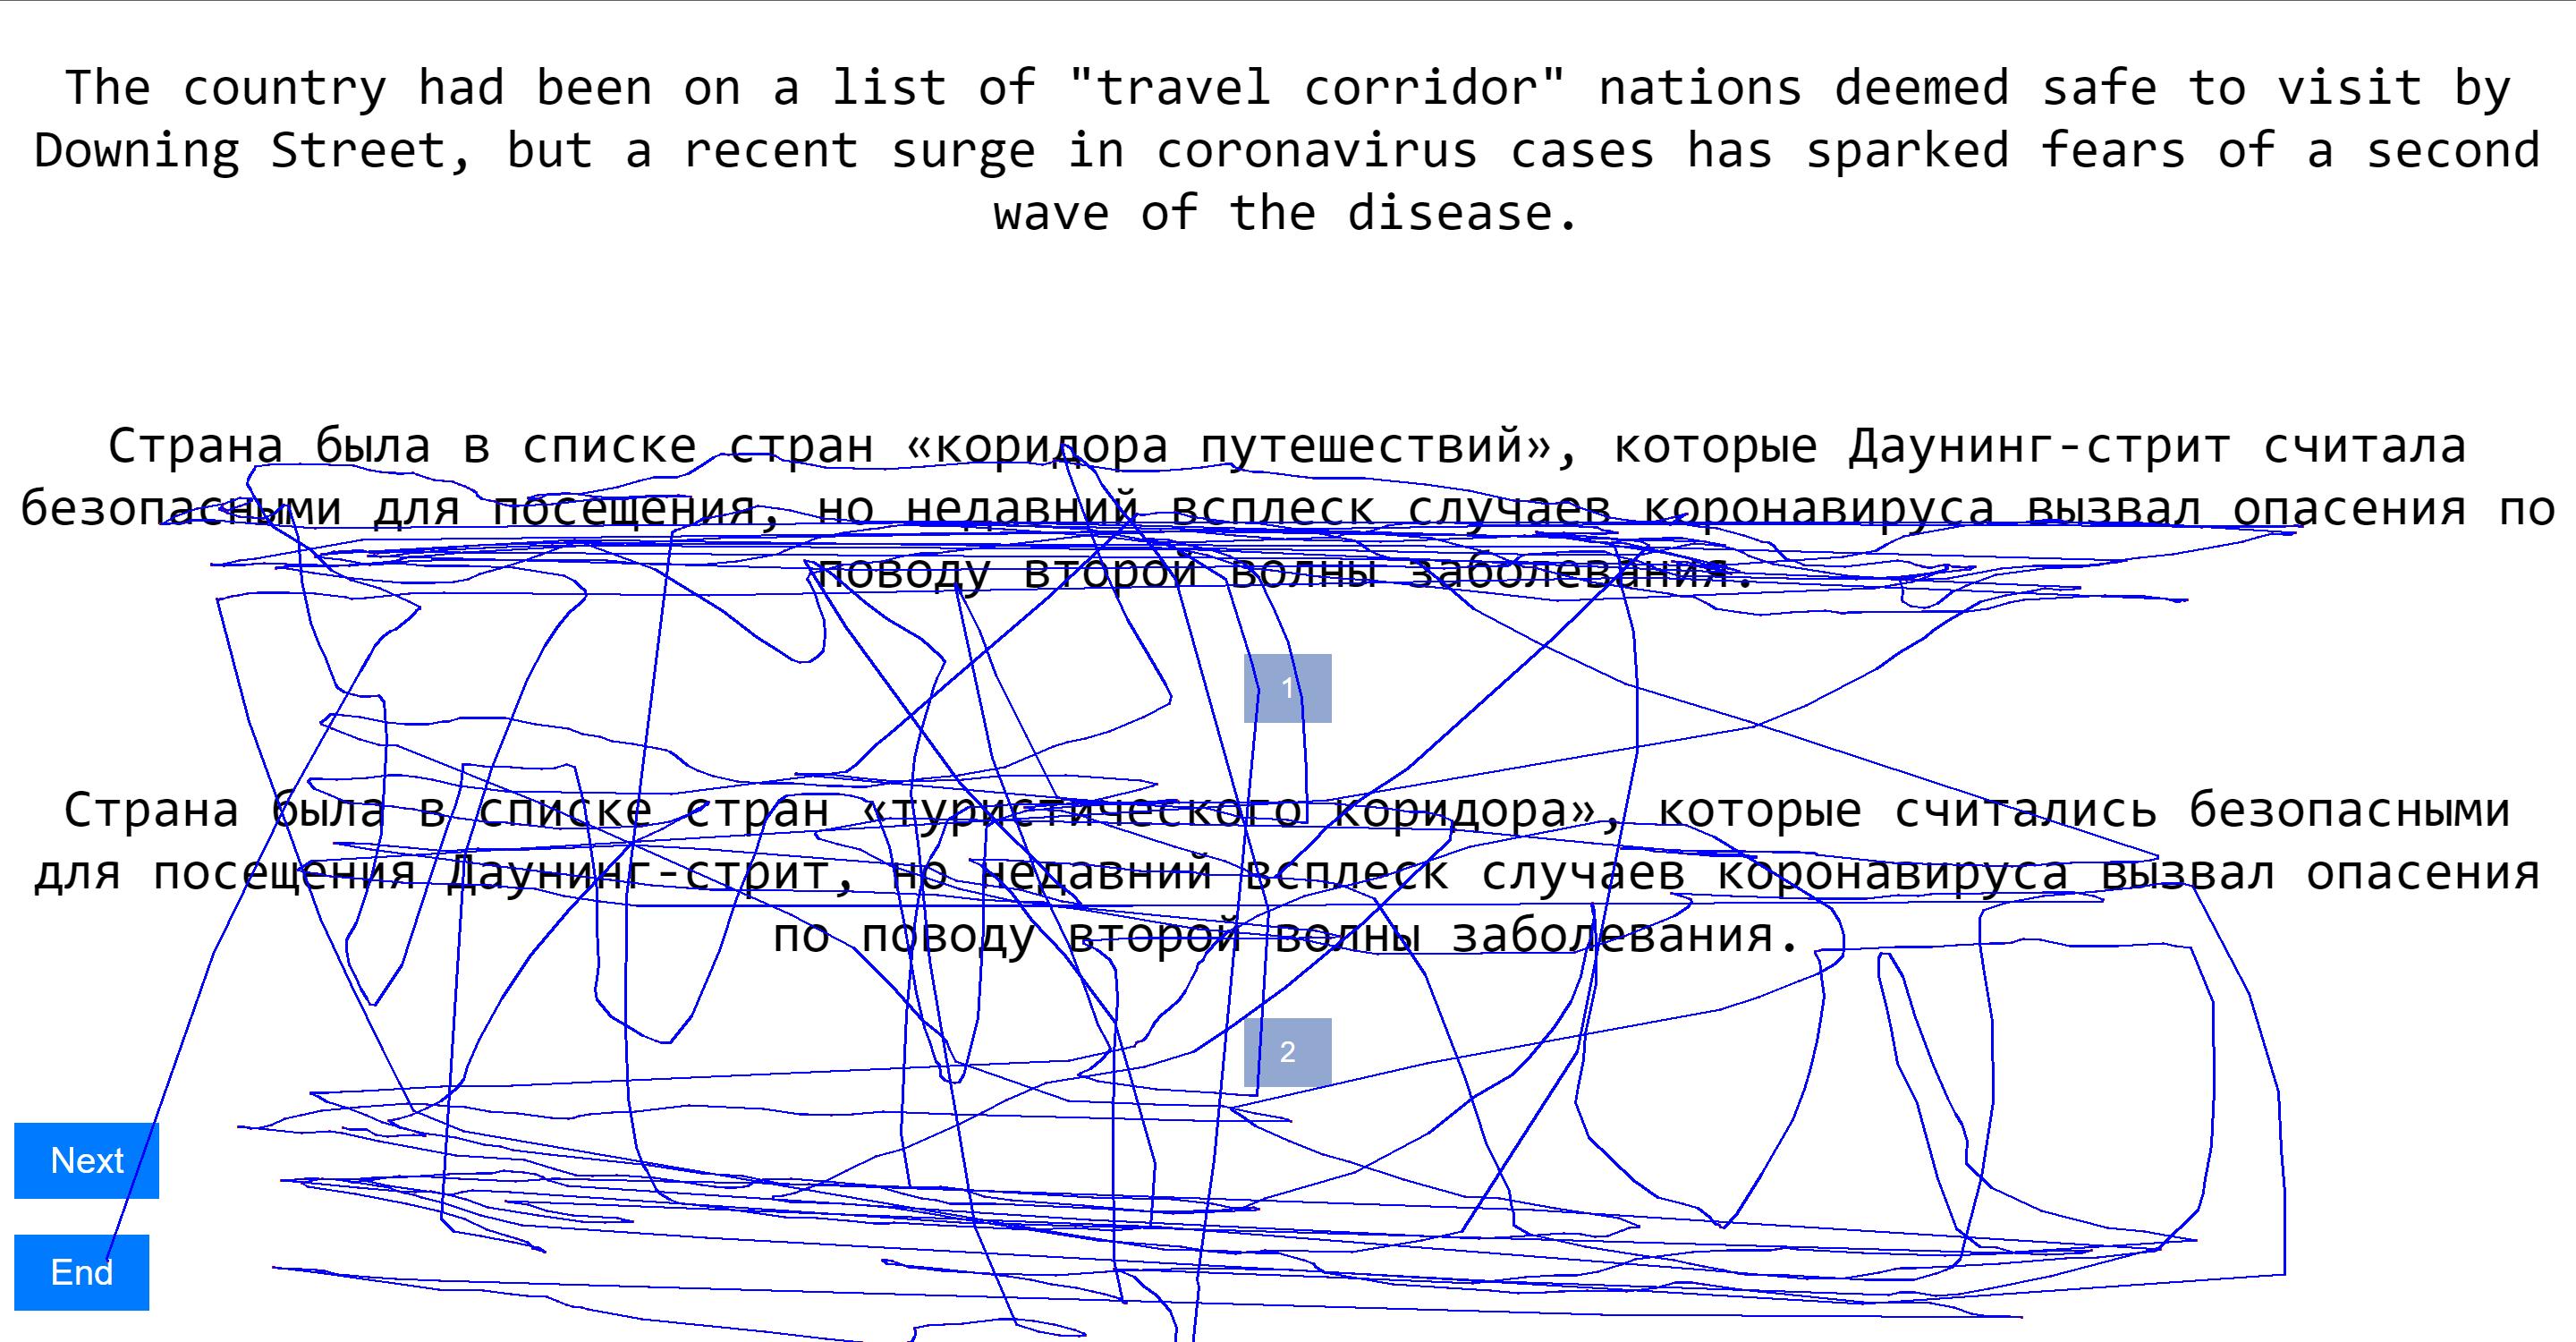 The country had been on a list of "travel corridor" nations deemed safe to visit by
Downing Street, but a recent surge in coronavirus cases has sparked fears of a second
wave of the disease.
Страна была в списке стран «коридора путешествий», которые Даунинг-стрит считала
безопасными для посещения, но недавний всплеск случаев коронавируса вызвал опасения по
поводу второй волны заболевания.
1
Страна была в списке стран «туристического коридора», которые считались безопасными
для посещения Даунинг-стрит, но недавний всплеск случаев коронавируса вызвал опасения
по поводу второй волны заболевания.
2
Next
End